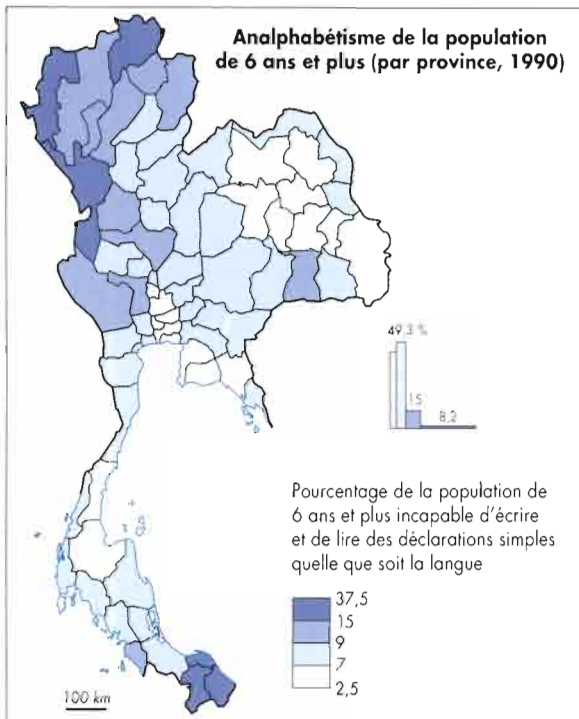 Analphabétisme de la population
de 6 ans et plus (par province, 1990)
49.3 %
15
8,2
Pourcentage de la population de
6 ans et plus incapable d'écrire
et de lire des déclarations simples
quelle que soit la langue
37,5
15
9
7
2,5
100 km